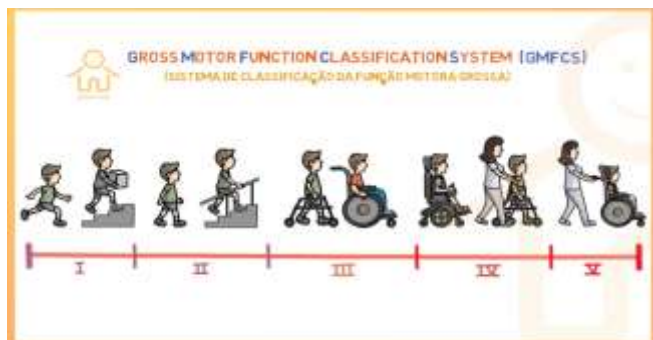 GROSS MOTOR FUNCTION CLASSIFICATION SYSTEM (GMFCS)
(SISTEMA DE CLASSIFICAÇÃO DA FUNÇÃO MOTORA GROSSA)
I II III IV V